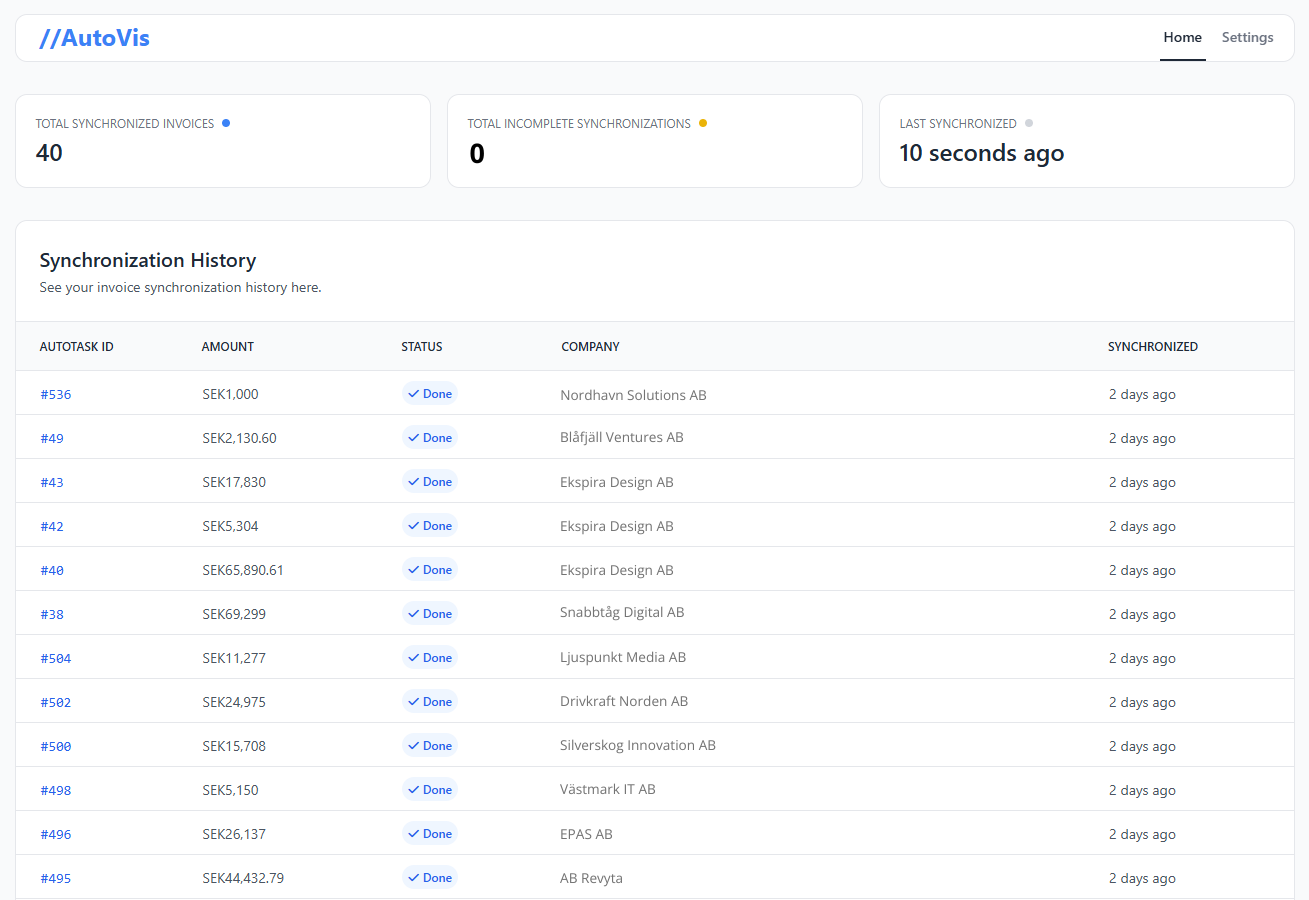 //AutoVis Home Settings
TOTAL SYNCHRONIZED INVOICES TOTAL INCOMPLETE SYNCHRONIZATIONS LAST SYNCHRONIZED
40 0 10 seconds ago
Synchronization History
See your invoice synchronization history here.
AUTOTASK ID AMOUNT STATUS COMPANY SYNCHRONIZED
#536 SEK1,000 Done Nordhavn Solutions AB 2 days ago
#49 SEK2,130.60 Done Blåfjäll Ventures AB 2 days ago
#43 SEK17,830 Done Ekspira Design AB 2 days ago
#42 SEK5,304 Done Ekspira Design AB 2 days ago
#40 SEK65,890.61 Done Ekspira Design AB 2 days ago
#38 SEK69,299 Done Snabbtåg Digital AB 2 days ago
#504 SEK11,277 Done Ljuspunkt Media AB 2 days ago
#502 SEK24,975 Done Drivkraft Norden AB 2 days ago
#500 SEK15,708 Done Silverskog Innovation AB 2 days ago
#498 SEK5,150 Done Västmark IT AB 2 days ago
#496 SEK26,137 Done EPAS AB 2 days ago
#495 SEK44,432.79 Done AB Revyta 2 days ago